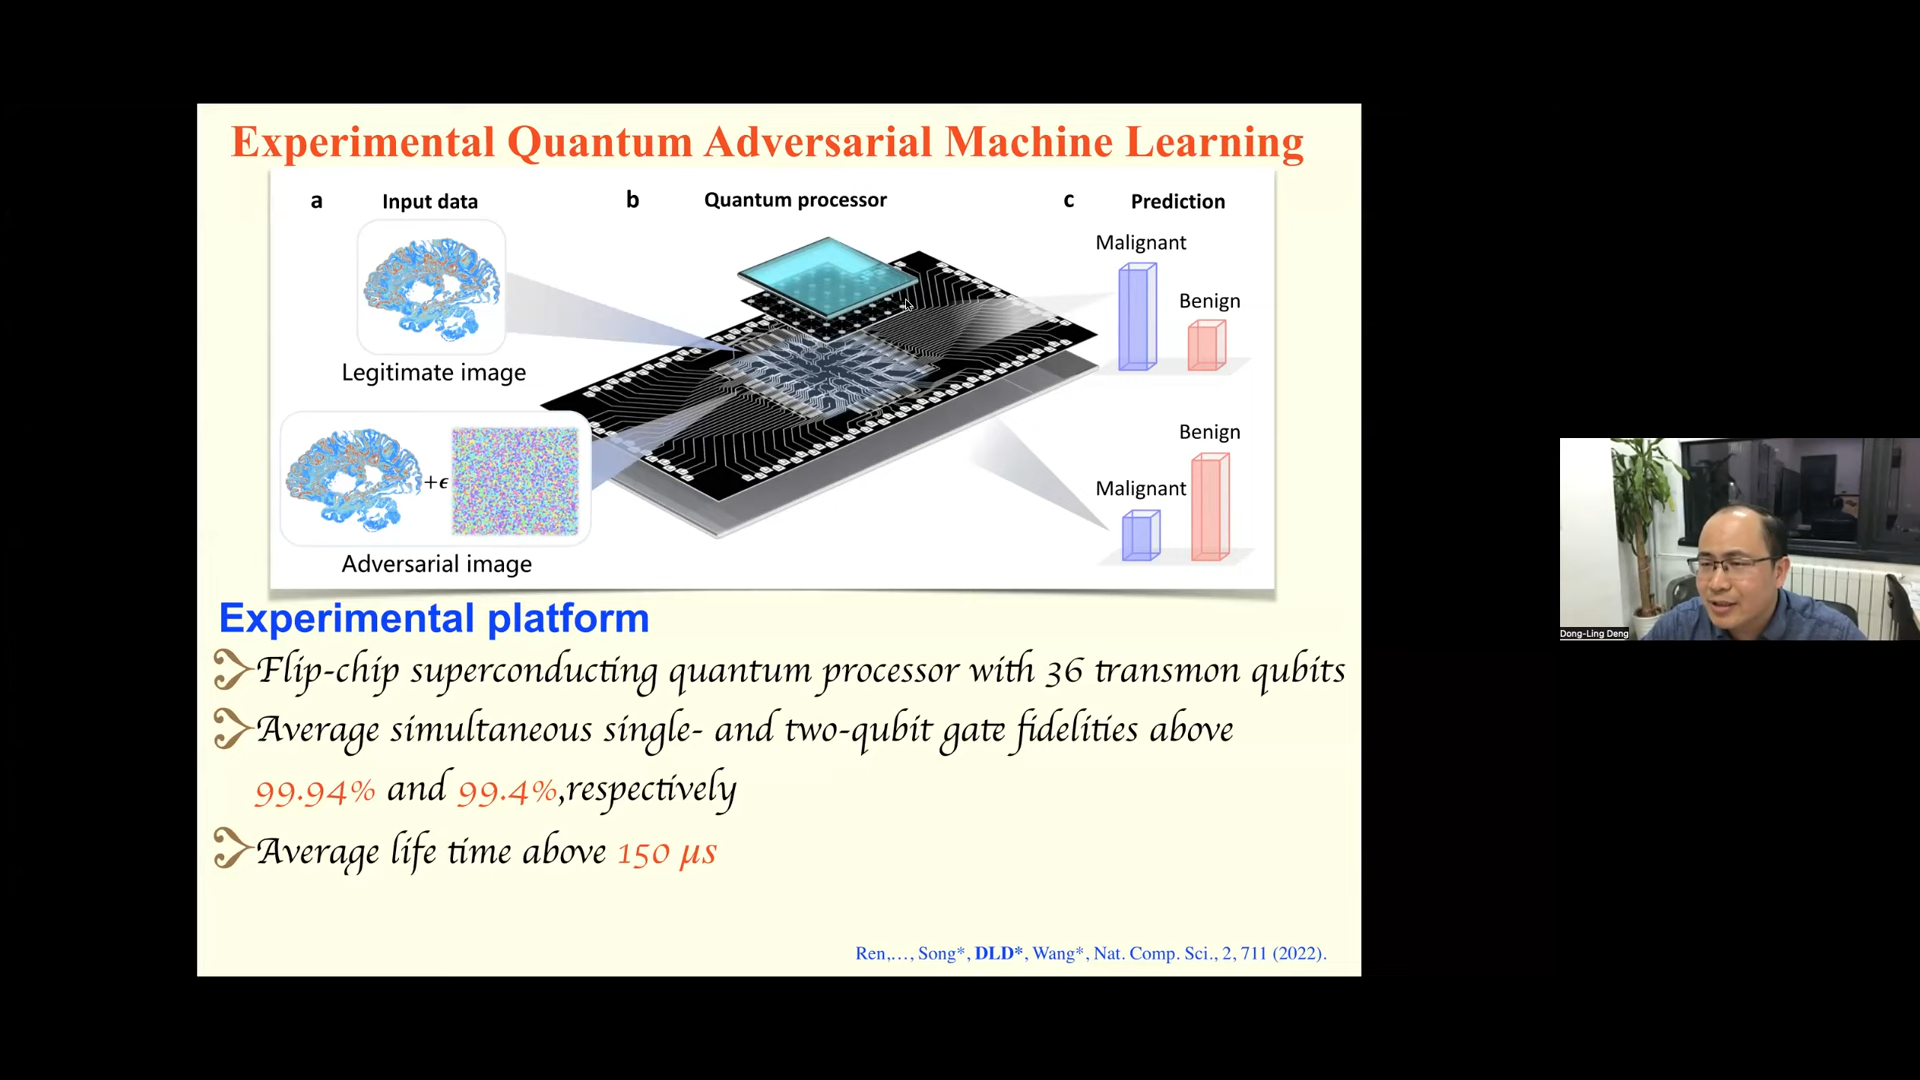 Experimental Quantum Adversarial Machine Learning
a Input data b Quantum processor c Prediction
Malignant
Benign
Legitimate image
Benign
+ϵ
Malignant
Adversarial image
Experimental platform
Flip-chip superconducting quantum processor with 36 transmon qubits
Average simultaneous single- and two-qubit gate fidelities above
99.94% and 99.4%,respectively
Average life time above 150 μs
Ren,..., Song*, DLD*, Wang*, Nat. Comp. Sci., 2, 711 (2022).
Dong-Ling Deng